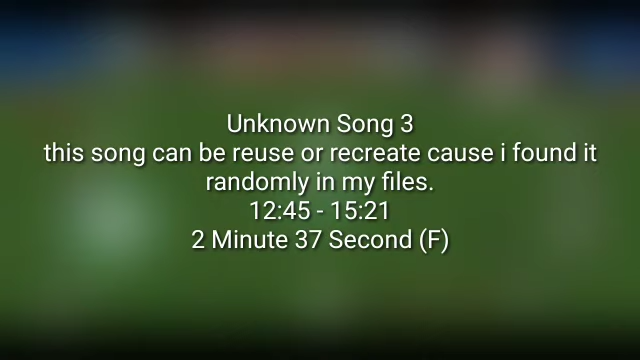 Unknown Song 3
this song can be reuse or recreate cause i found it
randomly in my files.
12:45 - 15:21
2 Minute 37 Second (F)